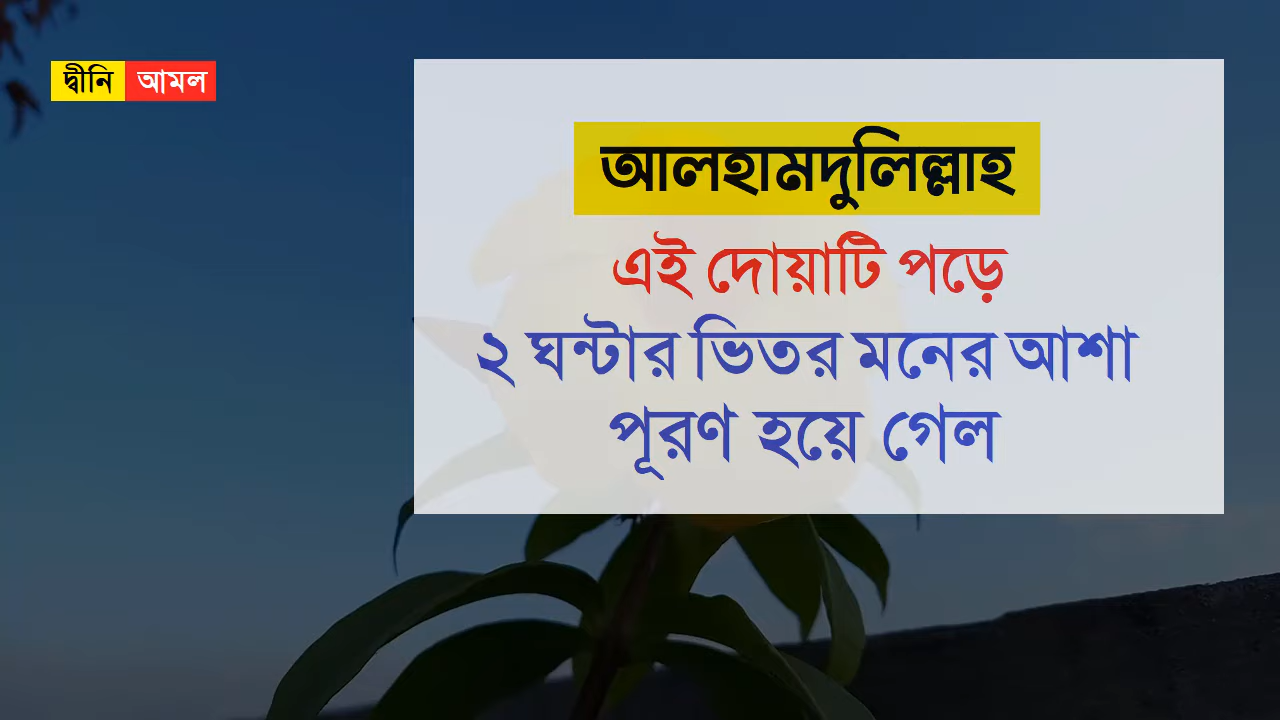 দ্বীনি আমল
আলহামদুলিল্লাহ
এই দোয়াটি পড়ে
২ ঘন্টার ভিতর মনের আশা
পূরণ হয়ে গেল